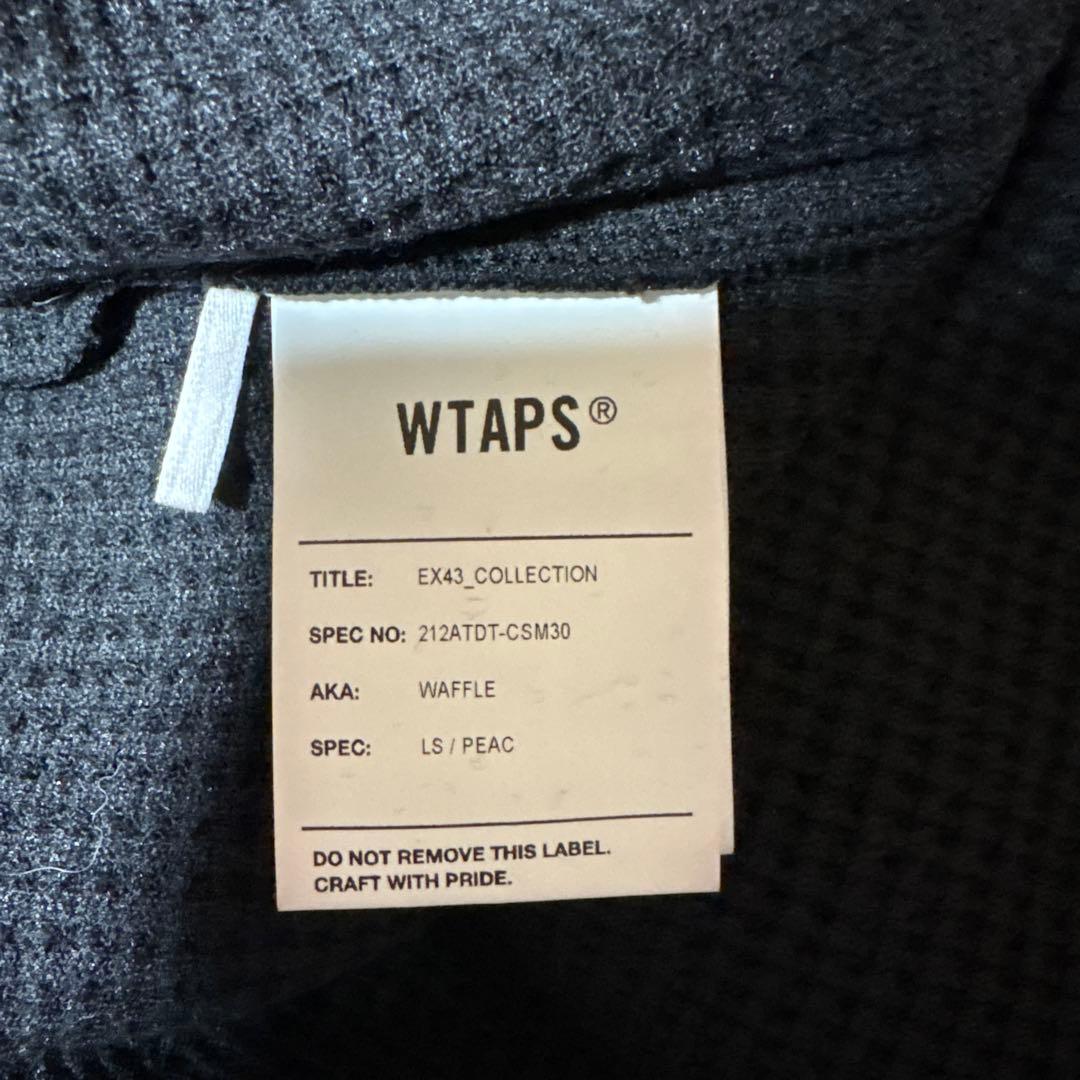 WTAPS®
TITLE: EX43_COLLECTION
SPEC NO: 212ATDT-CSM30
AKA: WAFFLE
SPEC: LS / PEAC
DO NOT REMOVE THIS LABEL.
CRAFT WITH PRIDE.